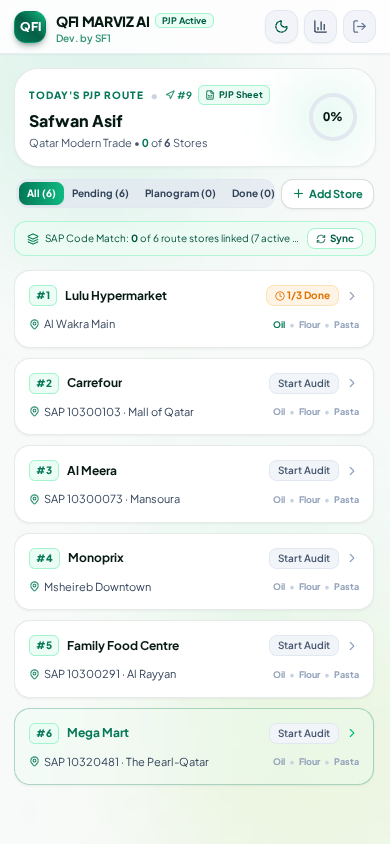 QFI
QFI MARVIZ AI PJP Active
Dev. by SF1
TODAY'S PJP ROUTE #9 PJP Sheet
Safwan Asif
Qatar Modern Trade • 0 of 6 Stores
0%
All (6) Pending (6) Planogram (0) Done (0) + Add Store
SAP Code Match: 0 of 6 route stores linked (7 active ... Sync
#1 Lulu Hypermarket 1/3 Done
Al Wakra Main Oil Flour Pasta
#2 Carrefour Start Audit
SAP 10300103 · Mall of Qatar Oil Flour Pasta
#3 Al Meera Start Audit
SAP 10300073 · Mansoura Oil Flour Pasta
#4 Monoprix Start Audit
Msheireb Downtown Oil Flour Pasta
#5 Family Food Centre Start Audit
SAP 10300291 · Al Rayyan Oil Flour Pasta
#6 Mega Mart Start Audit
SAP 10320481 · The Pearl-Qatar Oil Flour Pasta